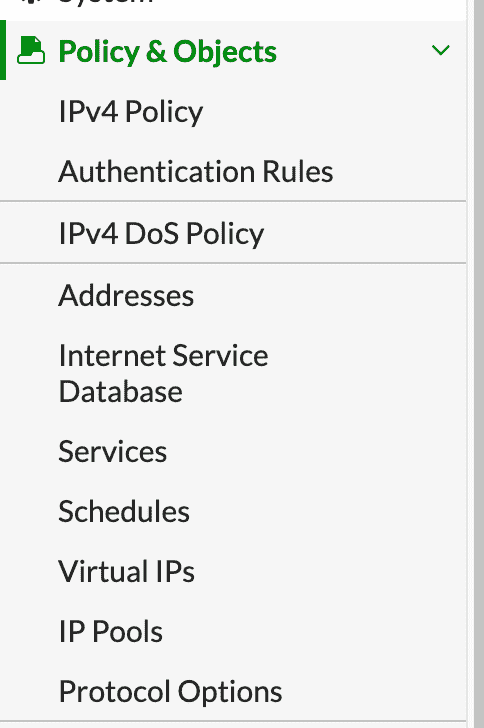 System
Policy & Objects
IPv4 Policy
Authentication Rules
IPv4 DoS Policy
Addresses
Internet Service
Database
Services
Schedules
Virtual IPs
IP Pools
Protocol Options